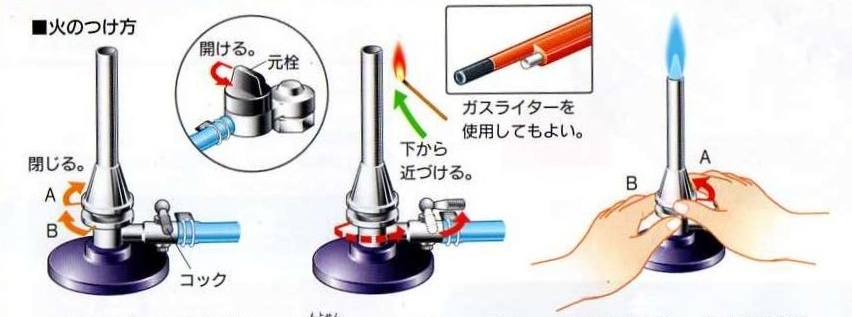 ■火のつけ方
開ける。
元栓
ガスライターを
使用してもよい。
下から
近づける。
閉じる。
A
B
コック
B
A